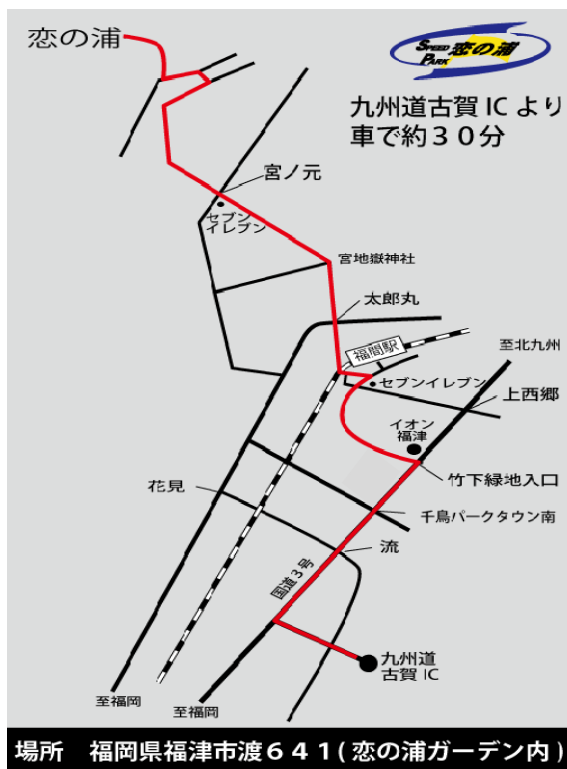 恋の浦
SPEED
PARK 恋の浦
九州道古賀 IC より
車で約３０分
宮ノ元
セブン
イレブン
宮地嶽神社
太郎丸
福間駅
至北九州
セブンイレブン
上西郷
イオン
福津
竹下緑地入口
花見
千鳥パークタウン南
流
国道３号
九州道
古賀 IC
至福岡
至福岡
場所　福岡県福津市渡６４１(恋の浦ガーデン内)